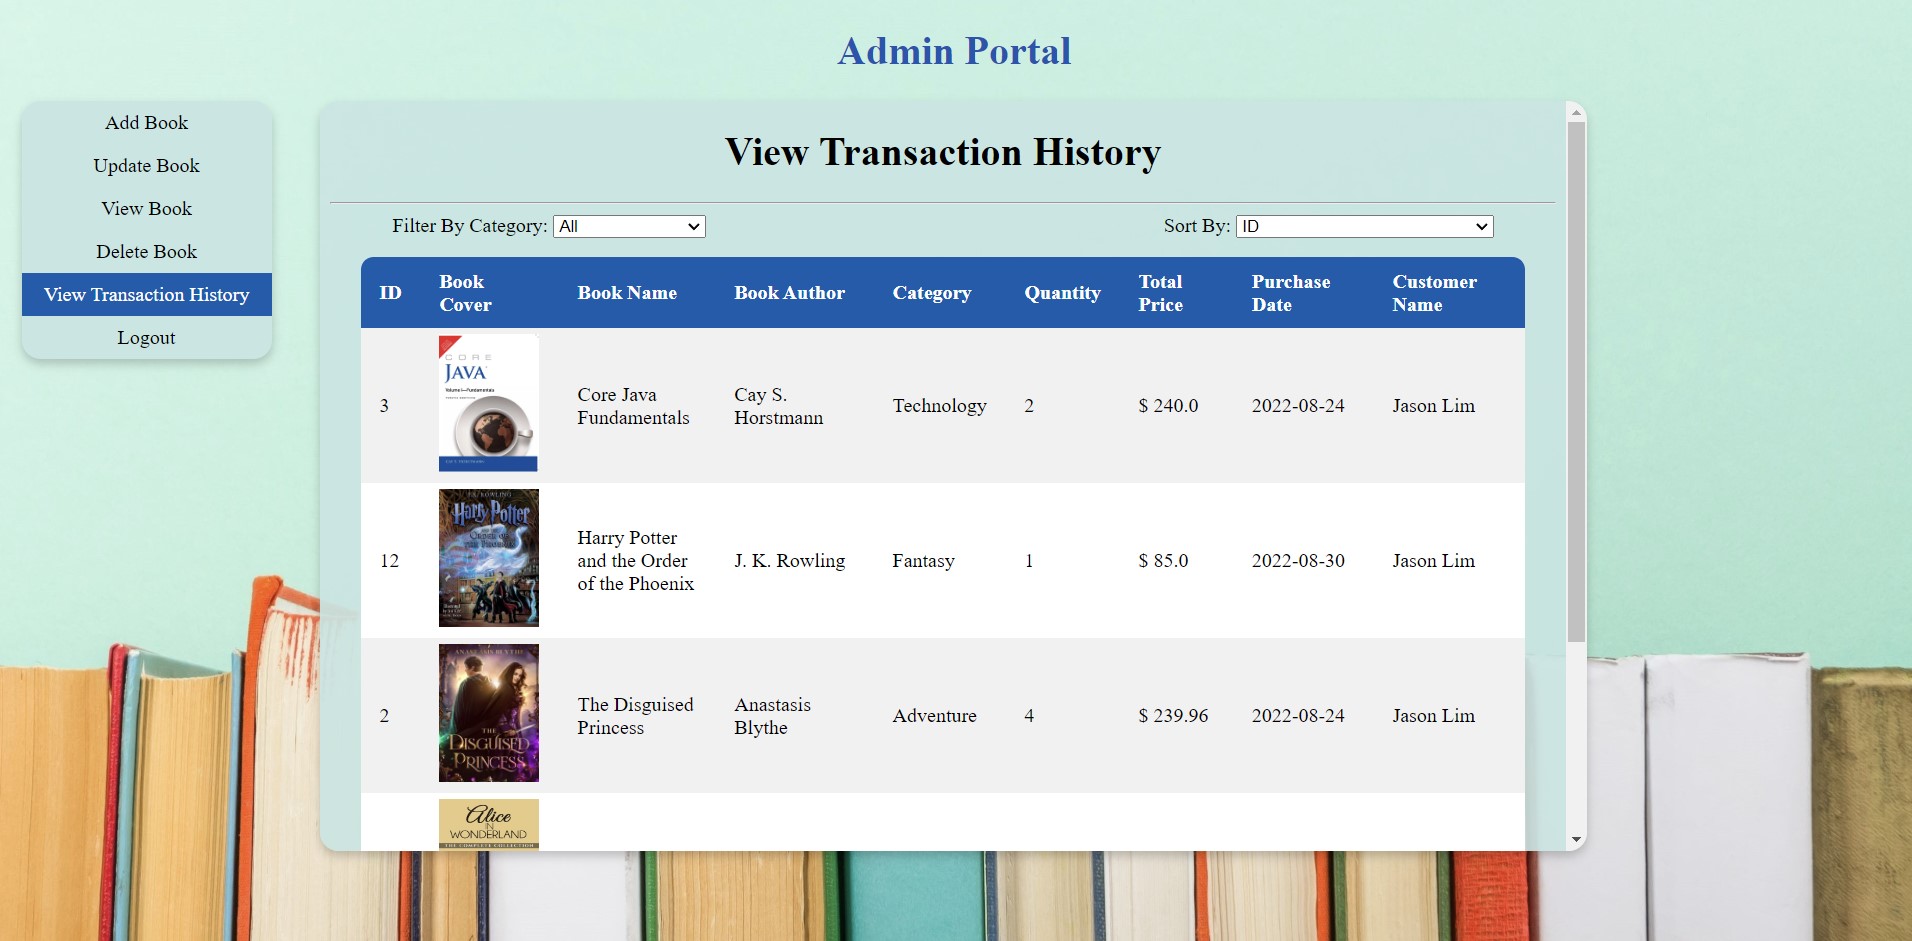 Admin Portal
Add Book
Update Book
View Book
Delete Book
View Transaction History
Logout
View Transaction History
Filter By Category: All
Sort By: ID
ID Book Cover Book Name Book Author Category Quantity Total Price Purchase Date Customer Name
CORE
JAVA
Volume I—Fundamentals
3 Core Java Fundamentals Cay S. Horstmann Technology 2 $ 240.0 2022-08-24 Jason Lim
J.K. ROWLING
Harry Potter
ORDER OF
THE PHOENIX
12 Harry Potter and the Order of the Phoenix J. K. Rowling Fantasy 1 $ 85.0 2022-08-30 Jason Lim
ANASTASIS BLYTHE
THE
DISGUISED
PRINCESS
2 The Disguised Princess Anastasis Blythe Adventure 4 $ 239.96 2022-08-24 Jason Lim
Alice
IN
WONDERLAND
THE COMPLETE COLLECTION